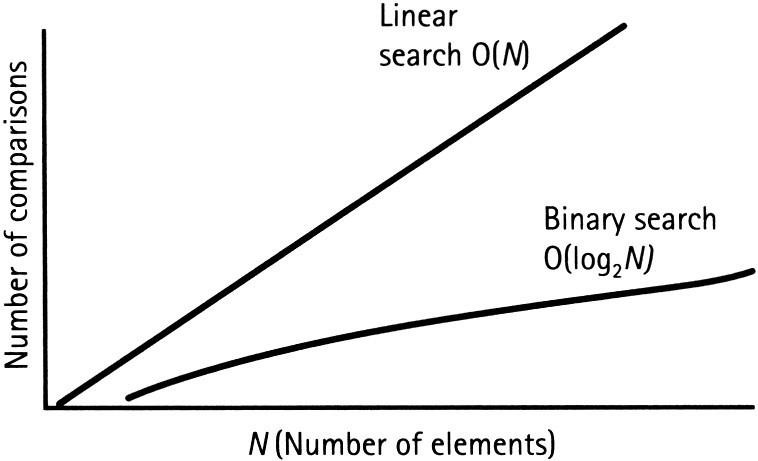 Linear
search O(N)
Number of comparisons
Binary search
O(log₂N)
N (Number of elements)